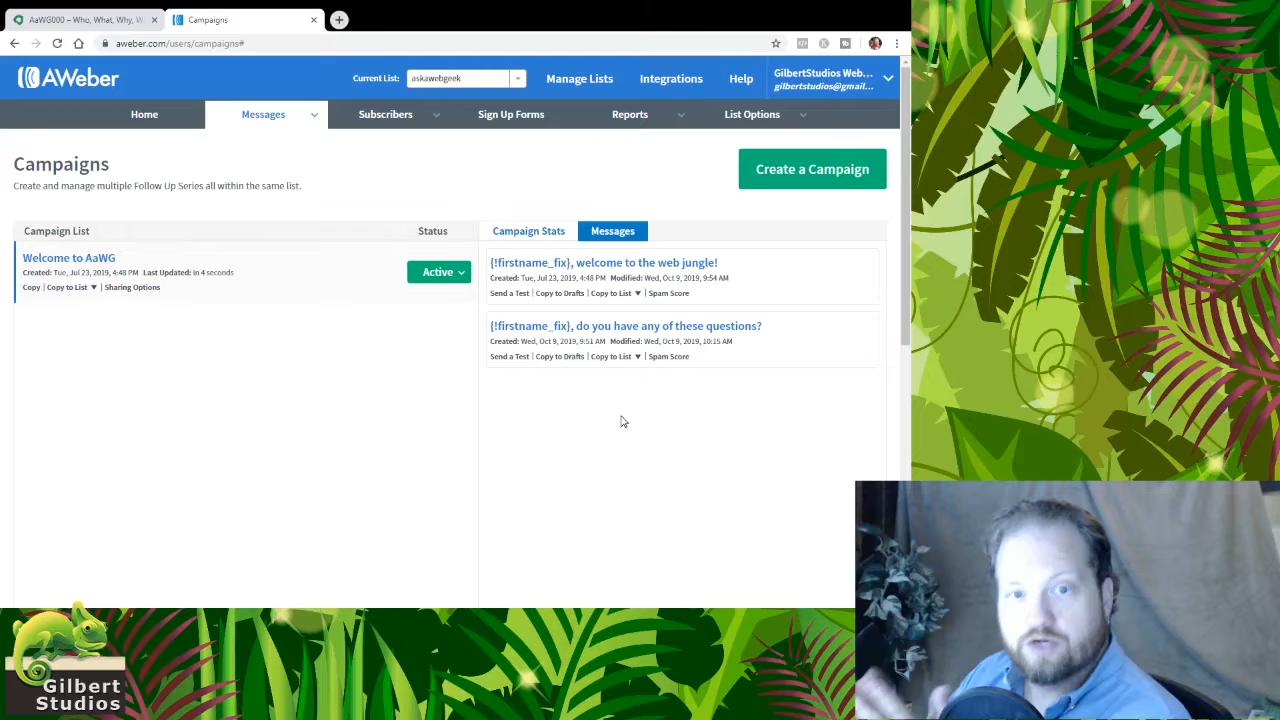 AaWG000 – Who, What, Why, W
Campaigns
aweber.com/users/campaigns#
AWeber
Current List:
askawebgeek
Manage Lists
Integrations
Help
GilbertStudios Web...
gilbertstudios@gmail...
Home
Messages
Subscribers
Sign Up Forms
Reports
List Options
Campaigns
Create and manage multiple Follow Up Series all within the same list.
Create a Campaign
Campaign List
Status
Campaign Stats
Messages
Welcome to AaWG
Created: Tue, Jul 23, 2019, 4:48 PM Last Updated: in 4 seconds
Copy Copy to List ▼ Sharing Options
Active
{!firstname_fix}, welcome to the web jungle!
Created: Tue, Jul 23, 2019, 4:48 PM Modified: Wed, Oct 9, 2019, 9:54 AM
Send a Test Copy to Drafts Copy to List ▼ Spam Score
{!firstname_fix}, do you have any of these questions?
Created: Wed, Oct 9, 2019, 9:51 AM Modified: Wed, Oct 9, 2019, 10:15 AM
Send a Test Copy to Drafts Copy to List ▼ Spam Score
Gilbert
Studios